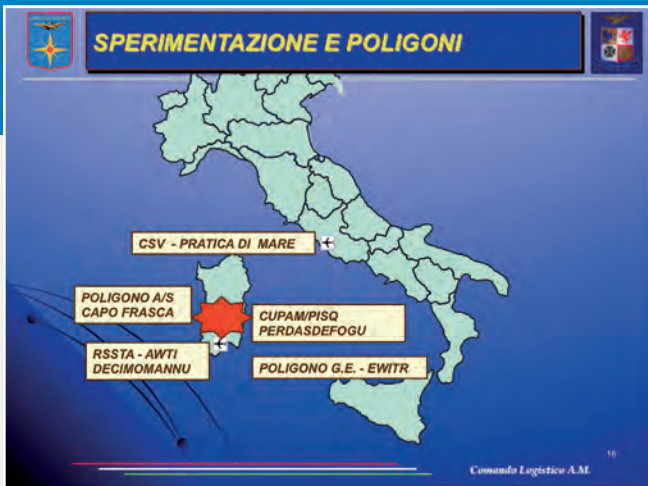 SPERIMENTAZIONE E POLIGONI
CSV - PRATICA DI MARE
POLIGONO A/S
CAPO FRASCA
CUPAM/PISQ
PERDASDEFOGU
RSSTA - AWTI
DECIMOMANNU
POLIGONO G.E. - EWITR
16
Comando Logistico A.M.